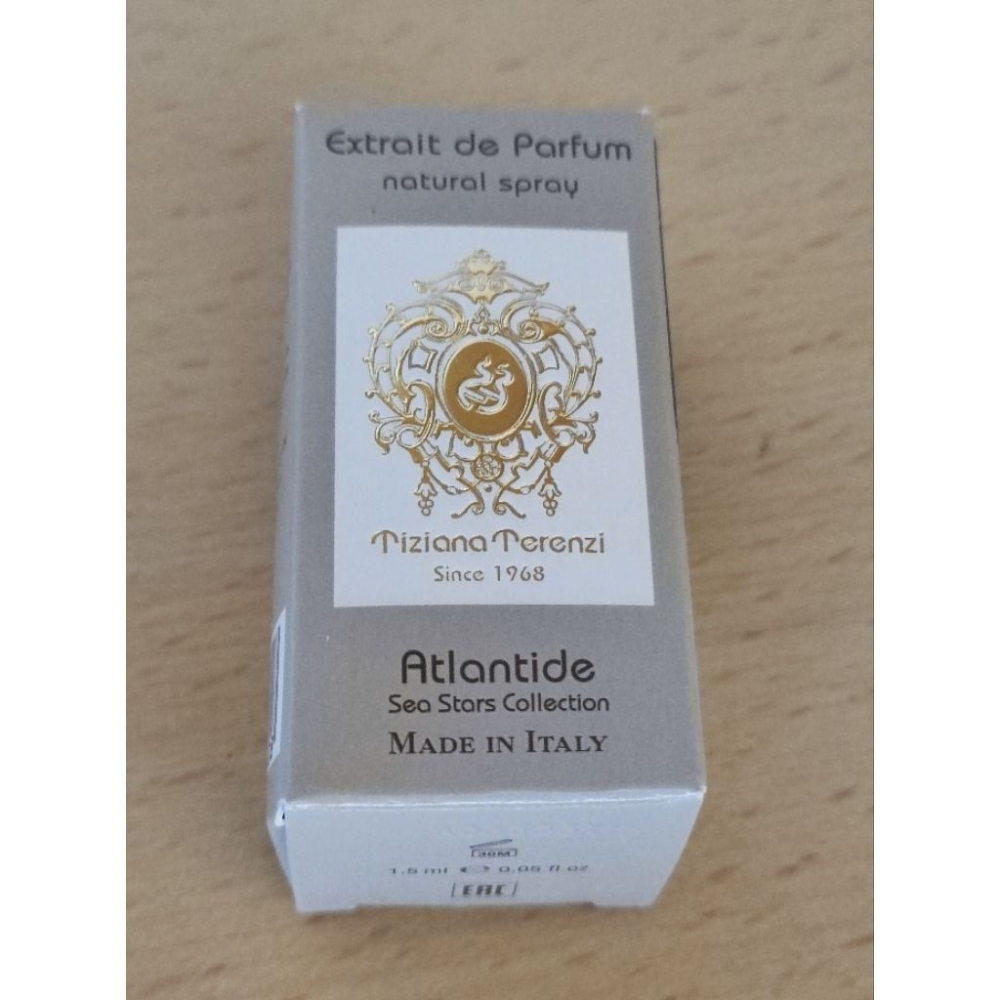 Extrait de Parfum
natural spray
Tiziana Terenzi
Since 1968
Atlantide
Sea Stars Collection
MADE IN ITALY
30M
1.5 ml e 0.05 fl oz
EAC